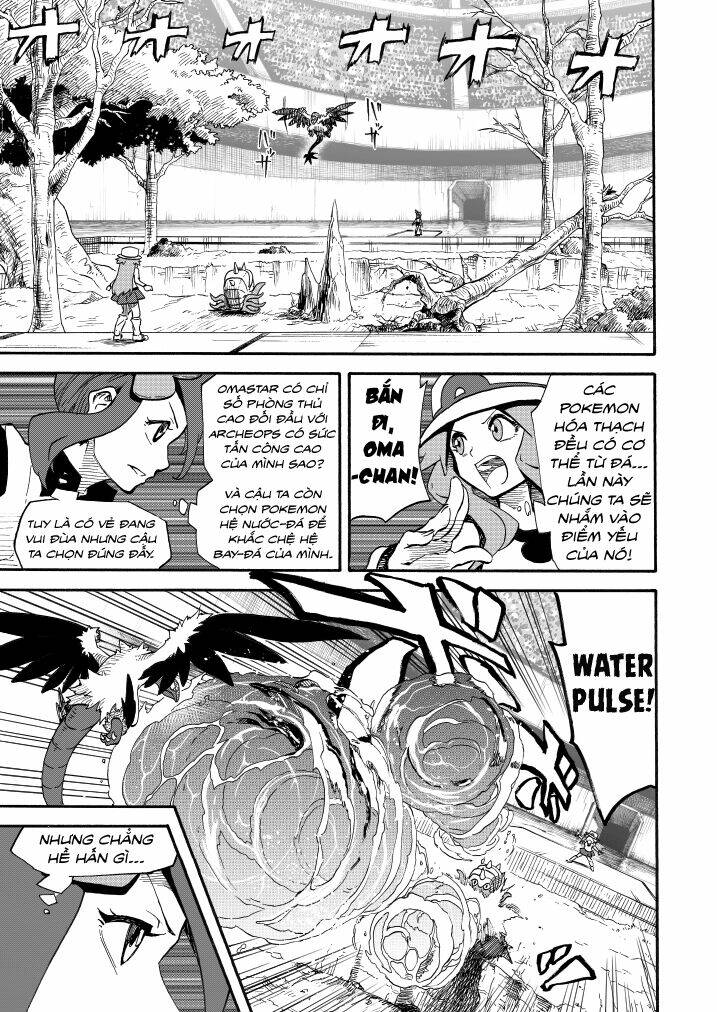 オオオオオオ
バサ
バサ
CÁC
POKEMON
HÓA THẠCH
ĐỀU CÓ CƠ
THỂ TỪ ĐÁ...
LẦN NÀY
CHÚNG TA SẼ
NHẮM VÀO
ĐIỂM YẾU
CỦA NÓ!
BẮN
ĐI,
OMA
-CHAN!
OMASTAR CÓ CHỈ
SỐ PHÒNG THỦ
CAO ĐỐI ĐẦU VỚI
ARCHEOPS CÓ SỨC
TẤN CÔNG CAO
CỦA MÌNH SAO?
VÀ CẬU TA CÒN
CHỌN POKEMON
HỆ NƯỚC-ĐÁ ĐỂ
KHẮC CHẾ HỆ
BAY-ĐÁ CỦA MÌNH.
TUY LÀ CÓ VẺ ĐANG
VUI ĐÙA NHƯNG CẬU
TA CHỌN ĐÚNG ĐẤY.
WATER
PULSE!
NHƯNG CHẲNG
HỀ HẤN GÌ...